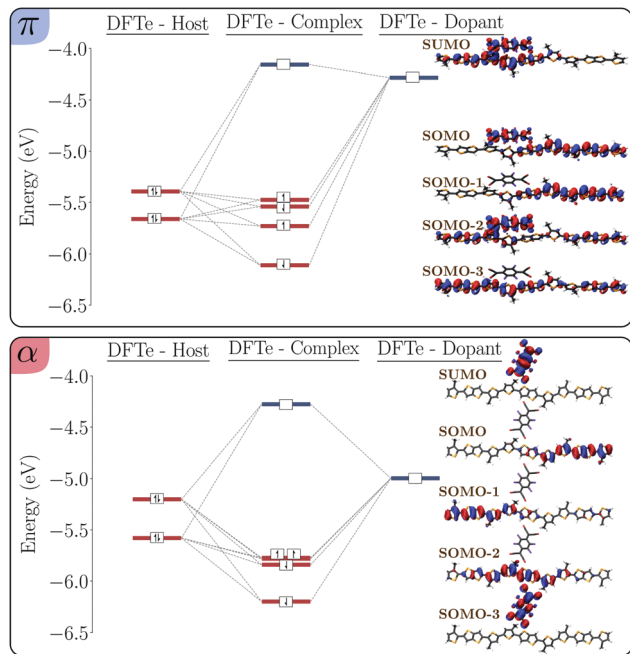 π
DFTe - Host DFTe - Complex DFTe - Dopant
Energy (eV)
−4.0
−4.5
−5.0
−5.5
−6.0
−6.5
SUMO
SOMO
SOMO-1
SOMO-2
SOMO-3
α
DFTe - Host DFTe - Complex DFTe - Dopant
Energy (eV)
−4.0
−4.5
−5.0
−5.5
−6.0
−6.5
SUMO
SOMO
SOMO-1
SOMO-2
SOMO-3